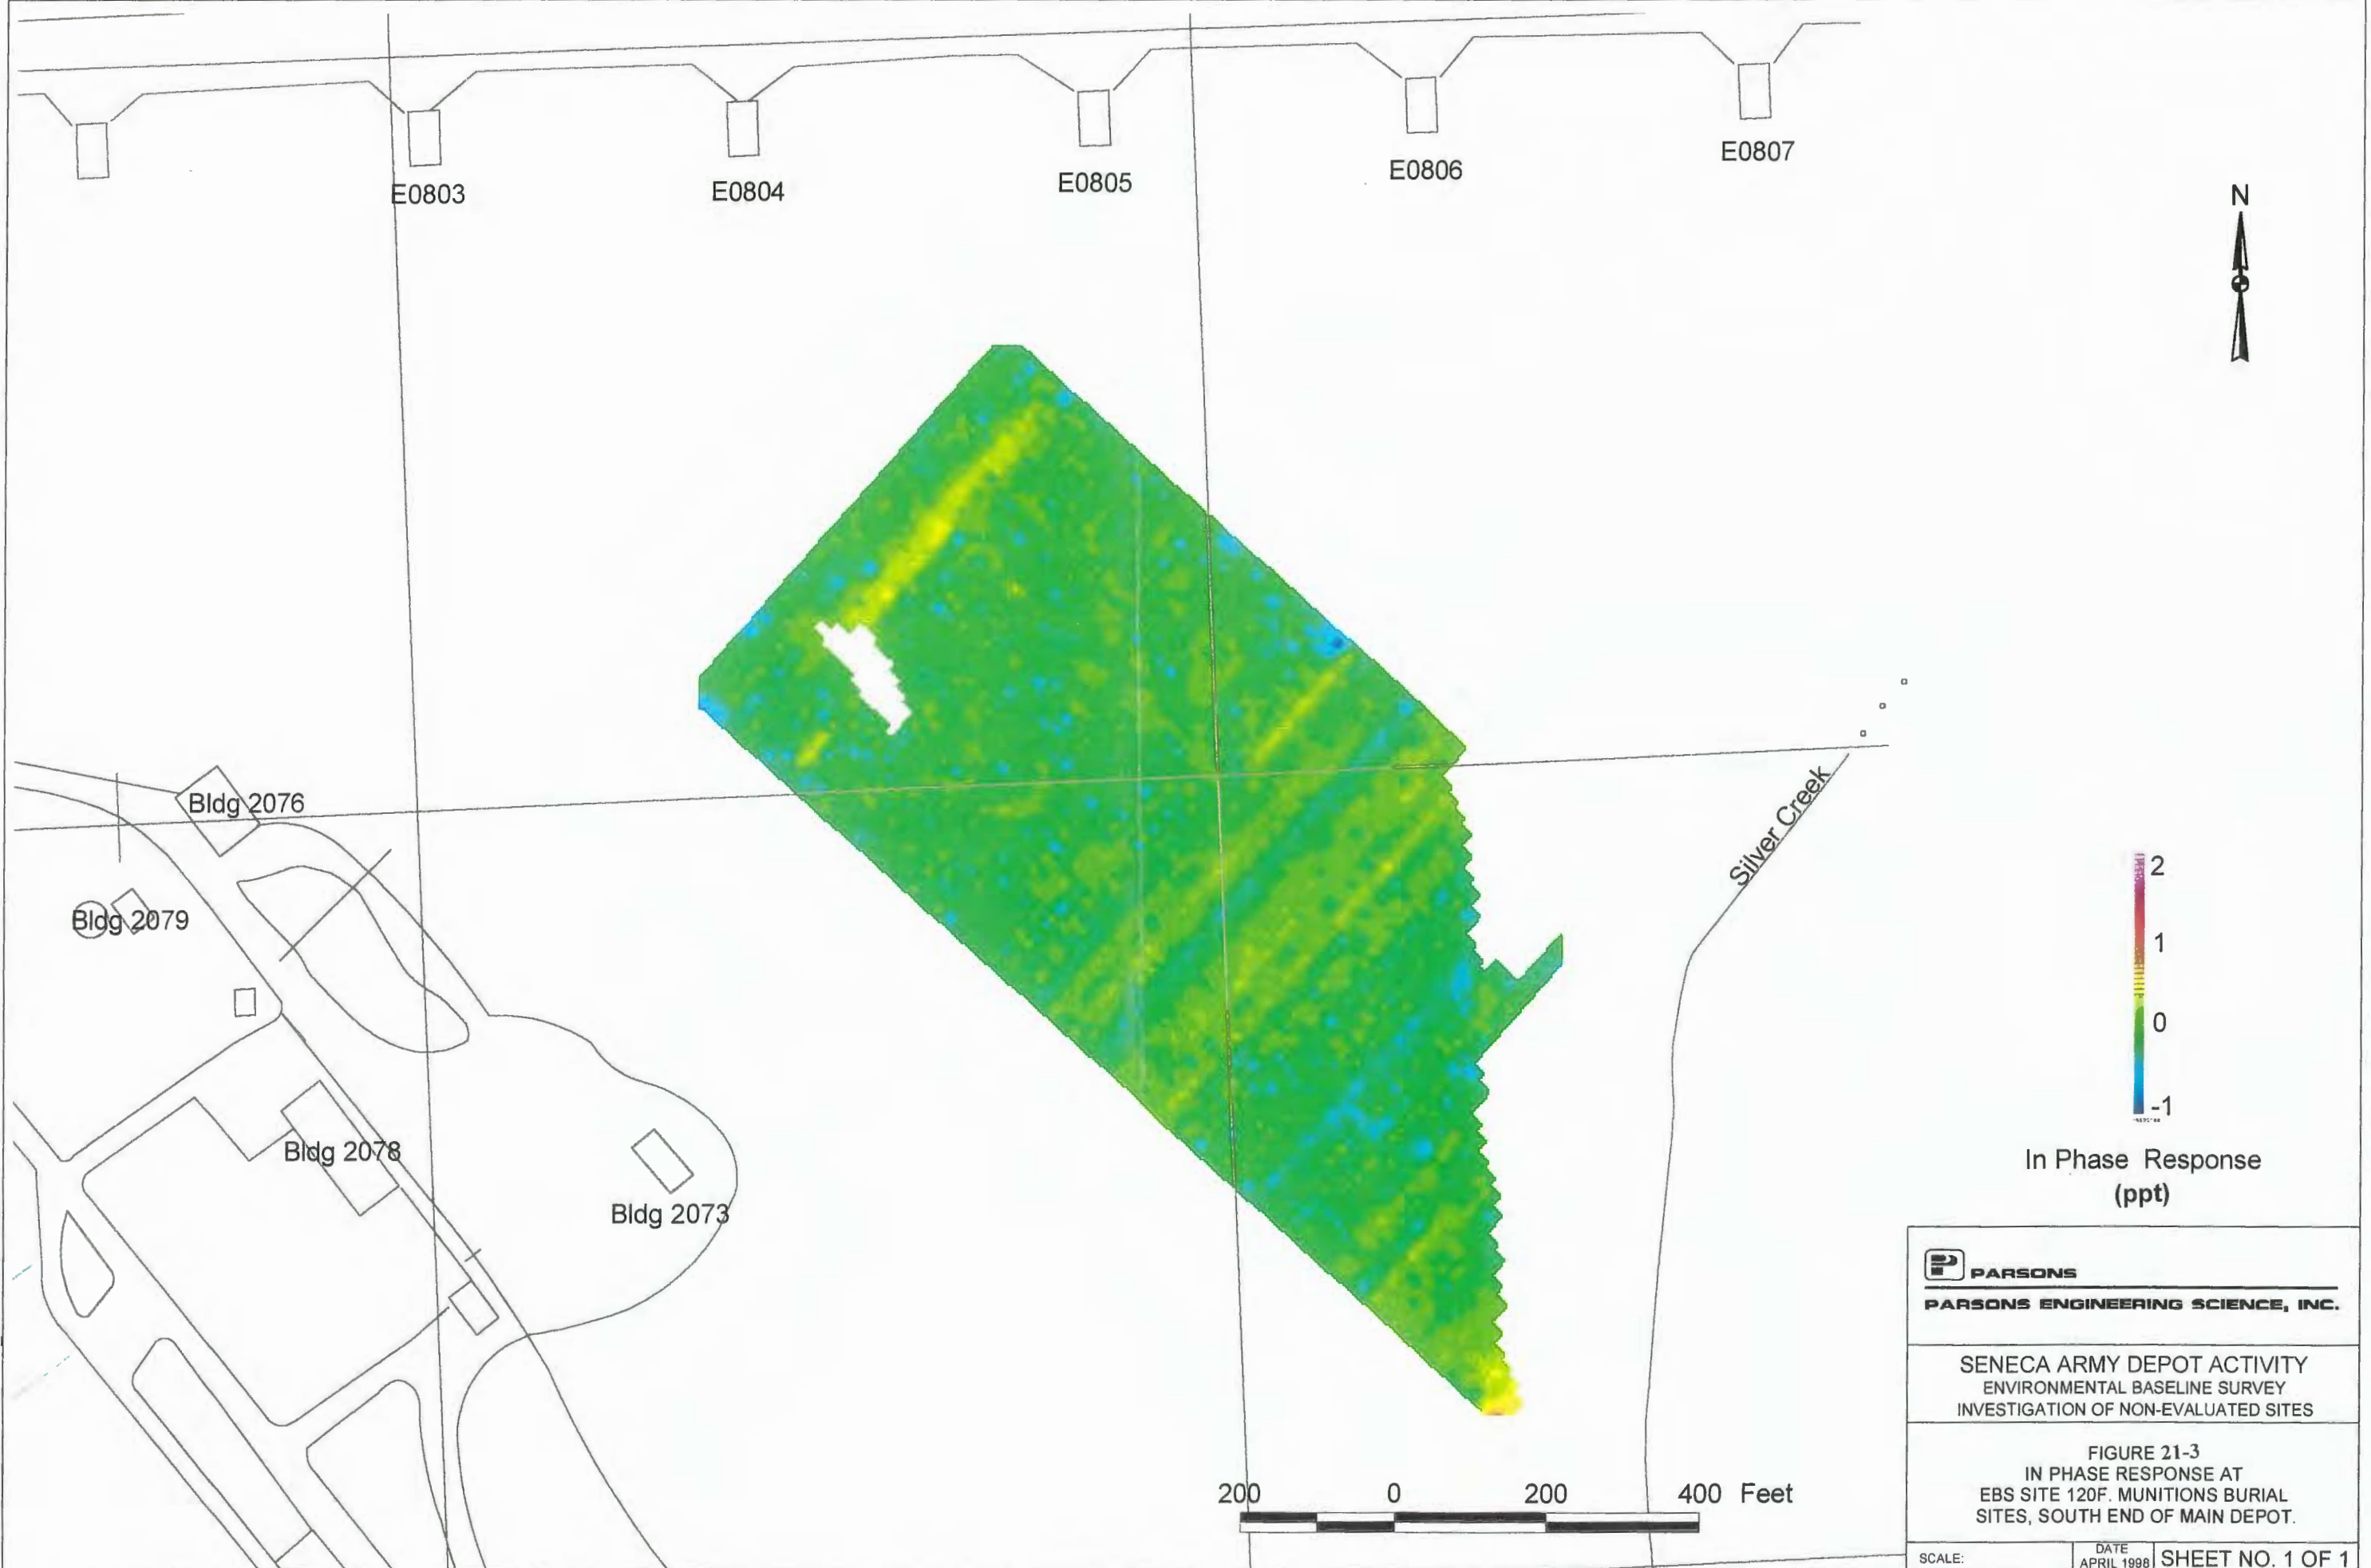 E0803
E0804
E0805
E0806
E0807
N
Bldg 2076
Bldg 2079
Bldg 2078
Bldg 2073
Silver Creek
2
1
0
-1
In Phase Response
(ppt)
200 0 200 400 Feet
P PARSONS
PARSONS ENGINEERING SCIENCE, INC.
SENECA ARMY DEPOT ACTIVITY
ENVIRONMENTAL BASELINE SURVEY
INVESTIGATION OF NON-EVALUATED SITES
FIGURE 21-3
IN PHASE RESPONSE AT
EBS SITE 120F. MUNITIONS BURIAL
SITES, SOUTH END OF MAIN DEPOT.
SCALE:
DATE
APRIL 1998
SHEET NO. 1 OF 1